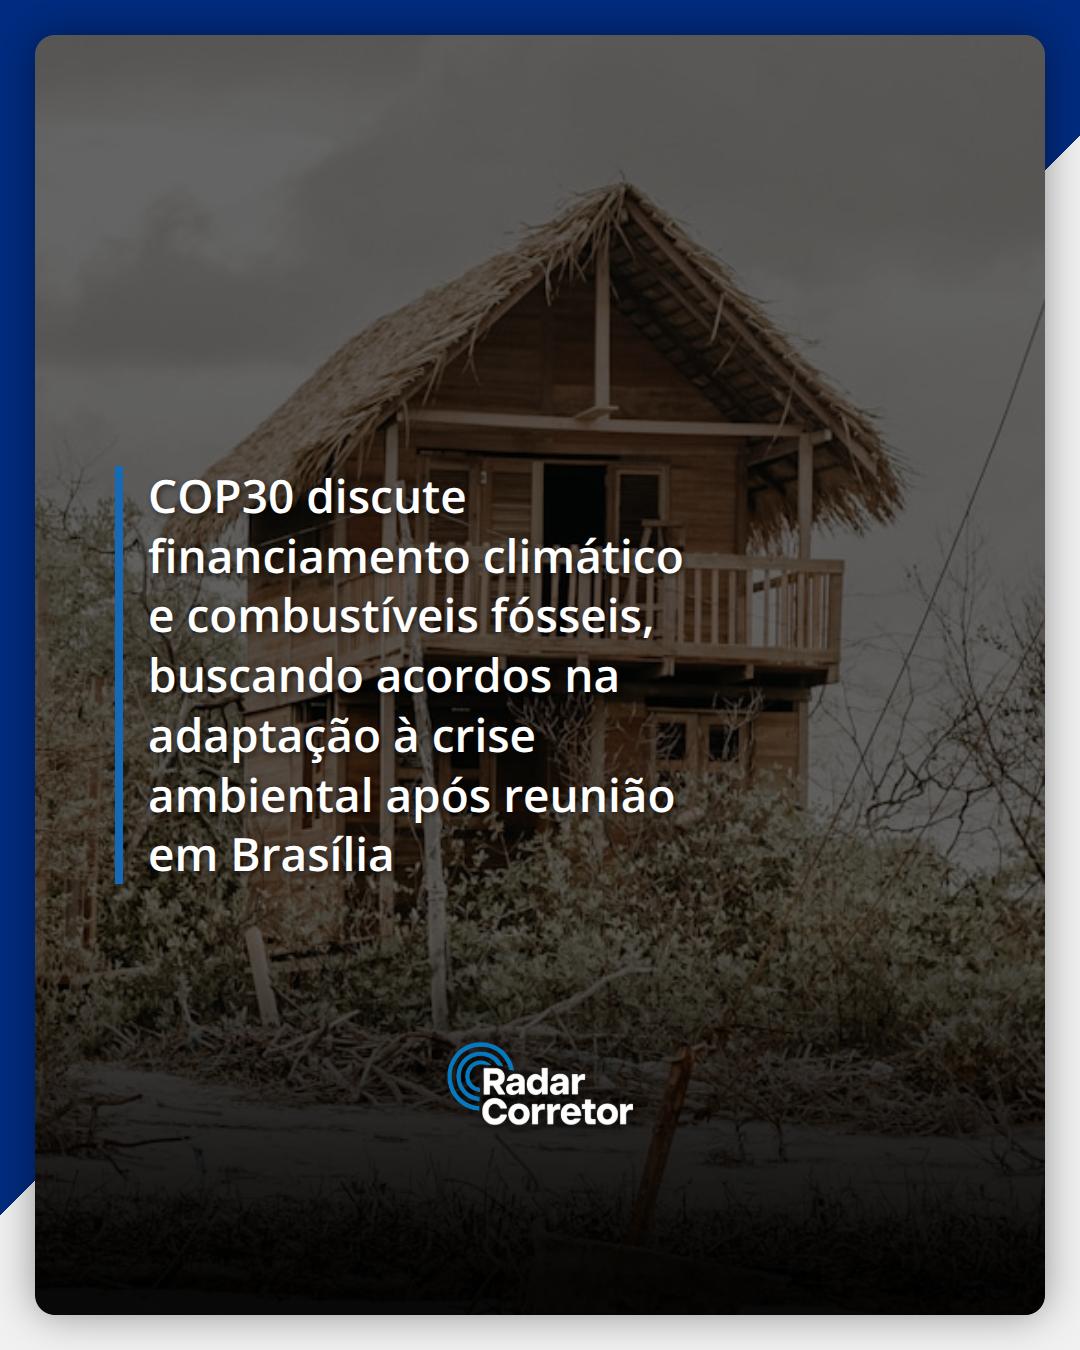 COP30 discute
financiamento climático
e combustíveis fósseis,
buscando acordos na
adaptação à crise
ambiental após reunião
em Brasília
Radar
Corretor